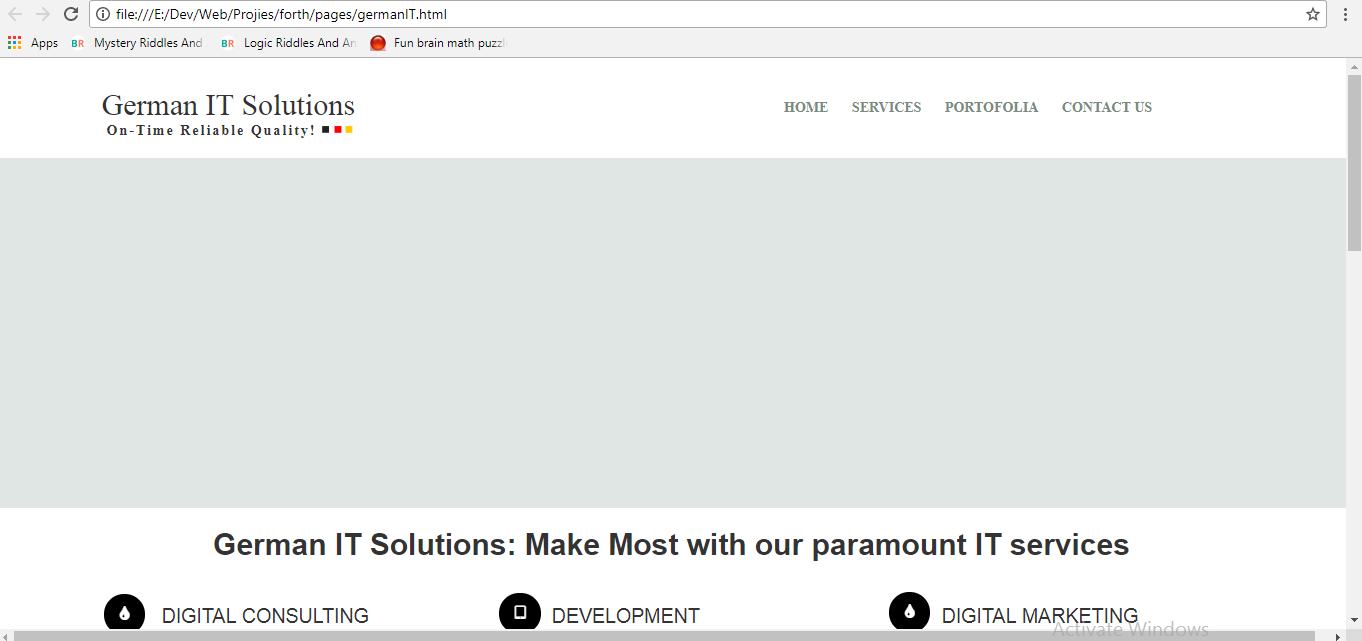 file:///E:/Dev/Web/Projies/forth/pages/germanIT.html
Apps BR Mystery Riddles And BR Logic Riddles And An Fun brain math puzzl
German IT Solutions
On-Time Reliable Quality!
HOME SERVICES PORTOFOLIA CONTACT US
German IT Solutions: Make Most with our paramount IT services
DIGITAL CONSULTING DEVELOPMENT DIGITAL MARKETING
Activate Windows